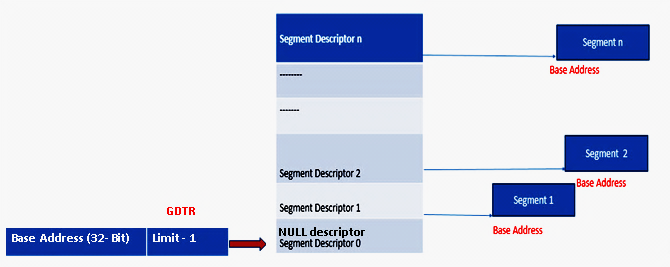 Segment Descriptor n
Segment n
Base Address
--------
-------
Segment 2
Segment Descriptor 2
Base Address
Segment 1
Segment Descriptor 1
GDTR
Base Address
NULL descriptor
Base Address (32- Bit) Limit - 1
Segment Descriptor 0